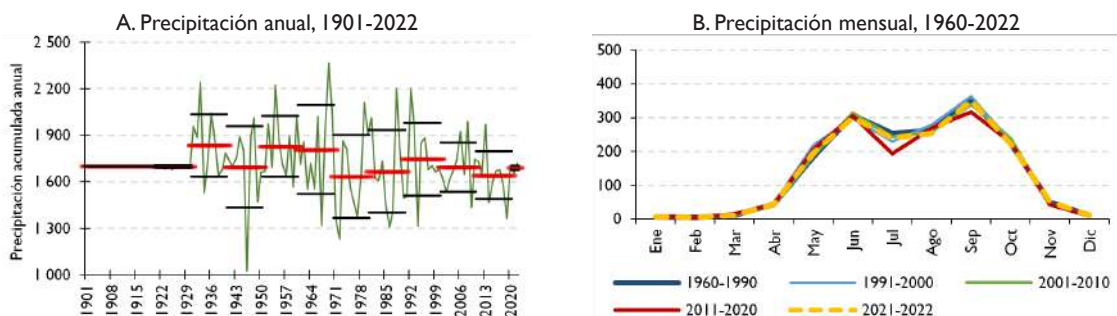 A. Precipitación anual, 1901-2022
2 500
2 200
1 900
1 600
1 300
1 000
Precipitación acumulada anual
1901
1908
1915
1922
1929
1936
1943
1950
1957
1964
1971
1978
1985
1992
1999
2006
2013
2020
B. Precipitación mensual, 1960-2022
500
400
300
200
100
0
Ene
Feb
Mar
Abr
May
Jun
Jul
Ago
Sep
Oct
Nov
Dic
1960-1990
1991-2000
2001-2010
2011-2020
2021-2022